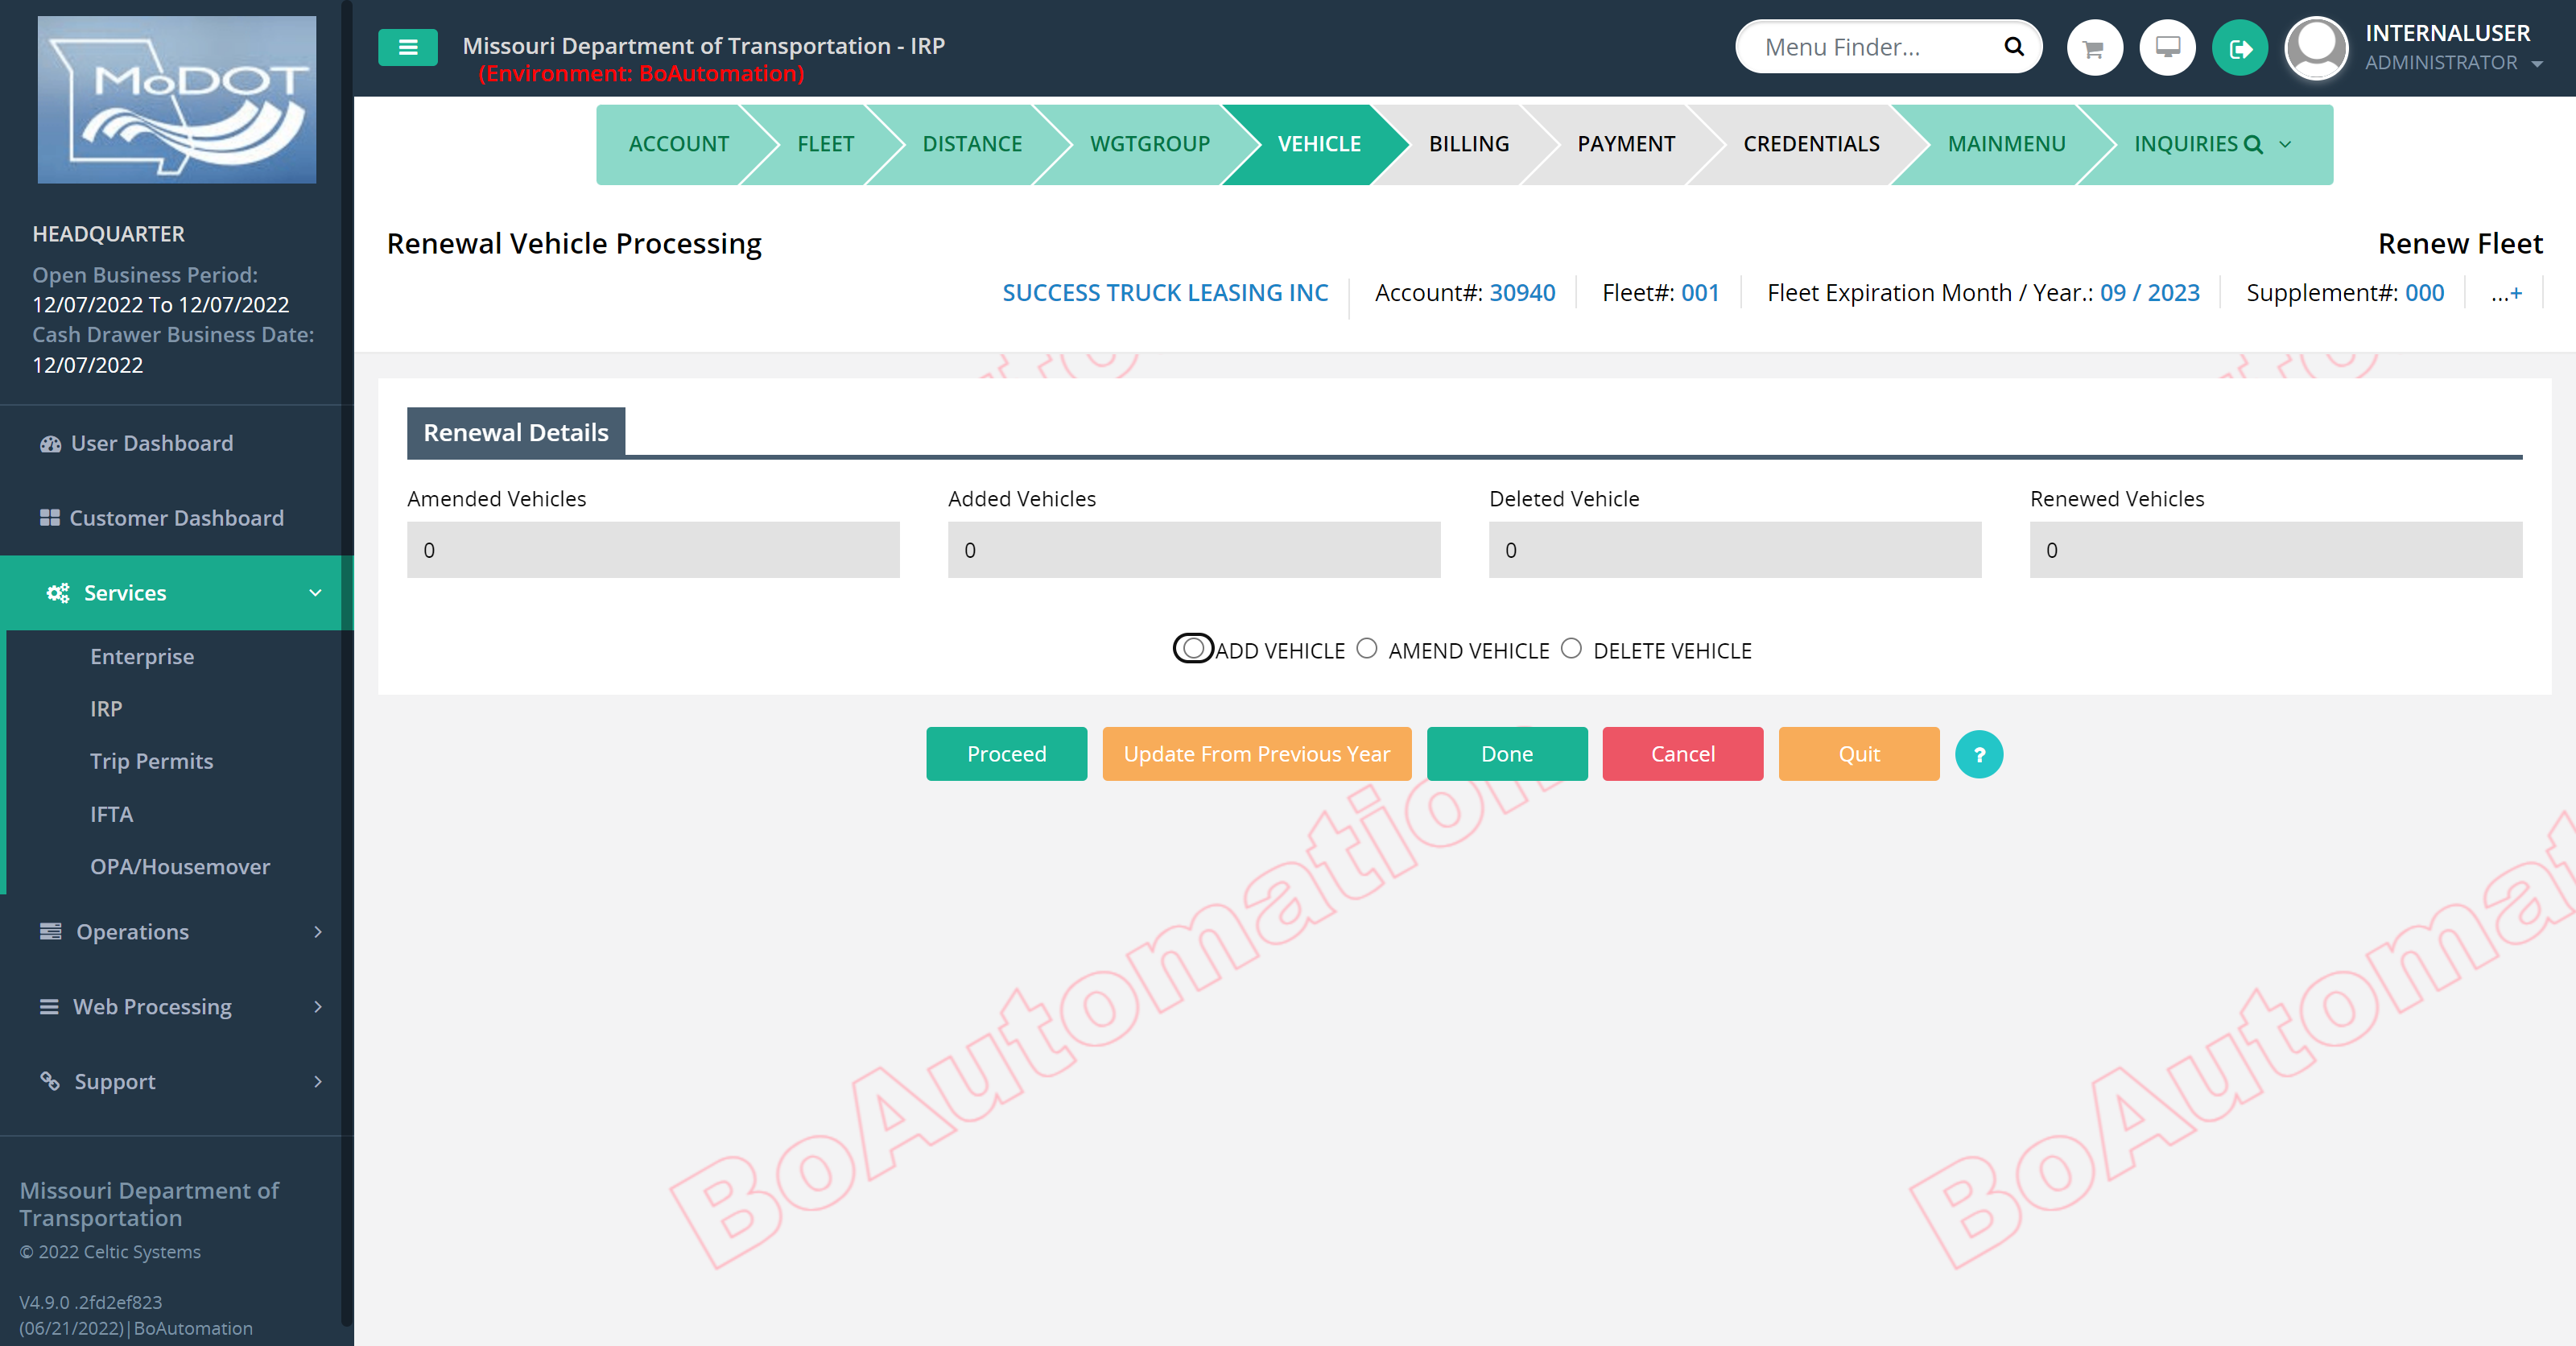 MoDOT
HEADQUARTER
Open Business Period:
12/07/2022 To 12/07/2022
Cash Drawer Business Date:
12/07/2022
User Dashboard
Customer Dashboard
Services
Enterprise
IRP
Trip Permits
IFTA
OPA/Housemover
Operations
Web Processing
Support
Missouri Department of
Transportation
© 2022 Celtic Systems
V4.9.0 .2fd2ef823
(06/21/2022)|BoAutomation
Missouri Department of Transportation - IRP
(Environment: BoAutomation)
Menu Finder...
INTERNALUSER
ADMINISTRATOR
ACCOUNT FLEET DISTANCE WGTGROUP VEHICLE BILLING PAYMENT CREDENTIALS MAINMENU INQUIRIES
Renewal Vehicle Processing Renew Fleet
SUCCESS TRUCK LEASING INC Account#: 30940 Fleet#: 001 Fleet Expiration Month / Year.: 09 / 2023 Supplement#: 000 ...+
Renewal Details
Amended Vehicles Added Vehicles Deleted Vehicle Renewed Vehicles
0 0 0 0
ADD VEHICLE AMEND VEHICLE DELETE VEHICLE
Proceed Update From Previous Year Done Cancel Quit ?
BoAutomation
BoAutomat